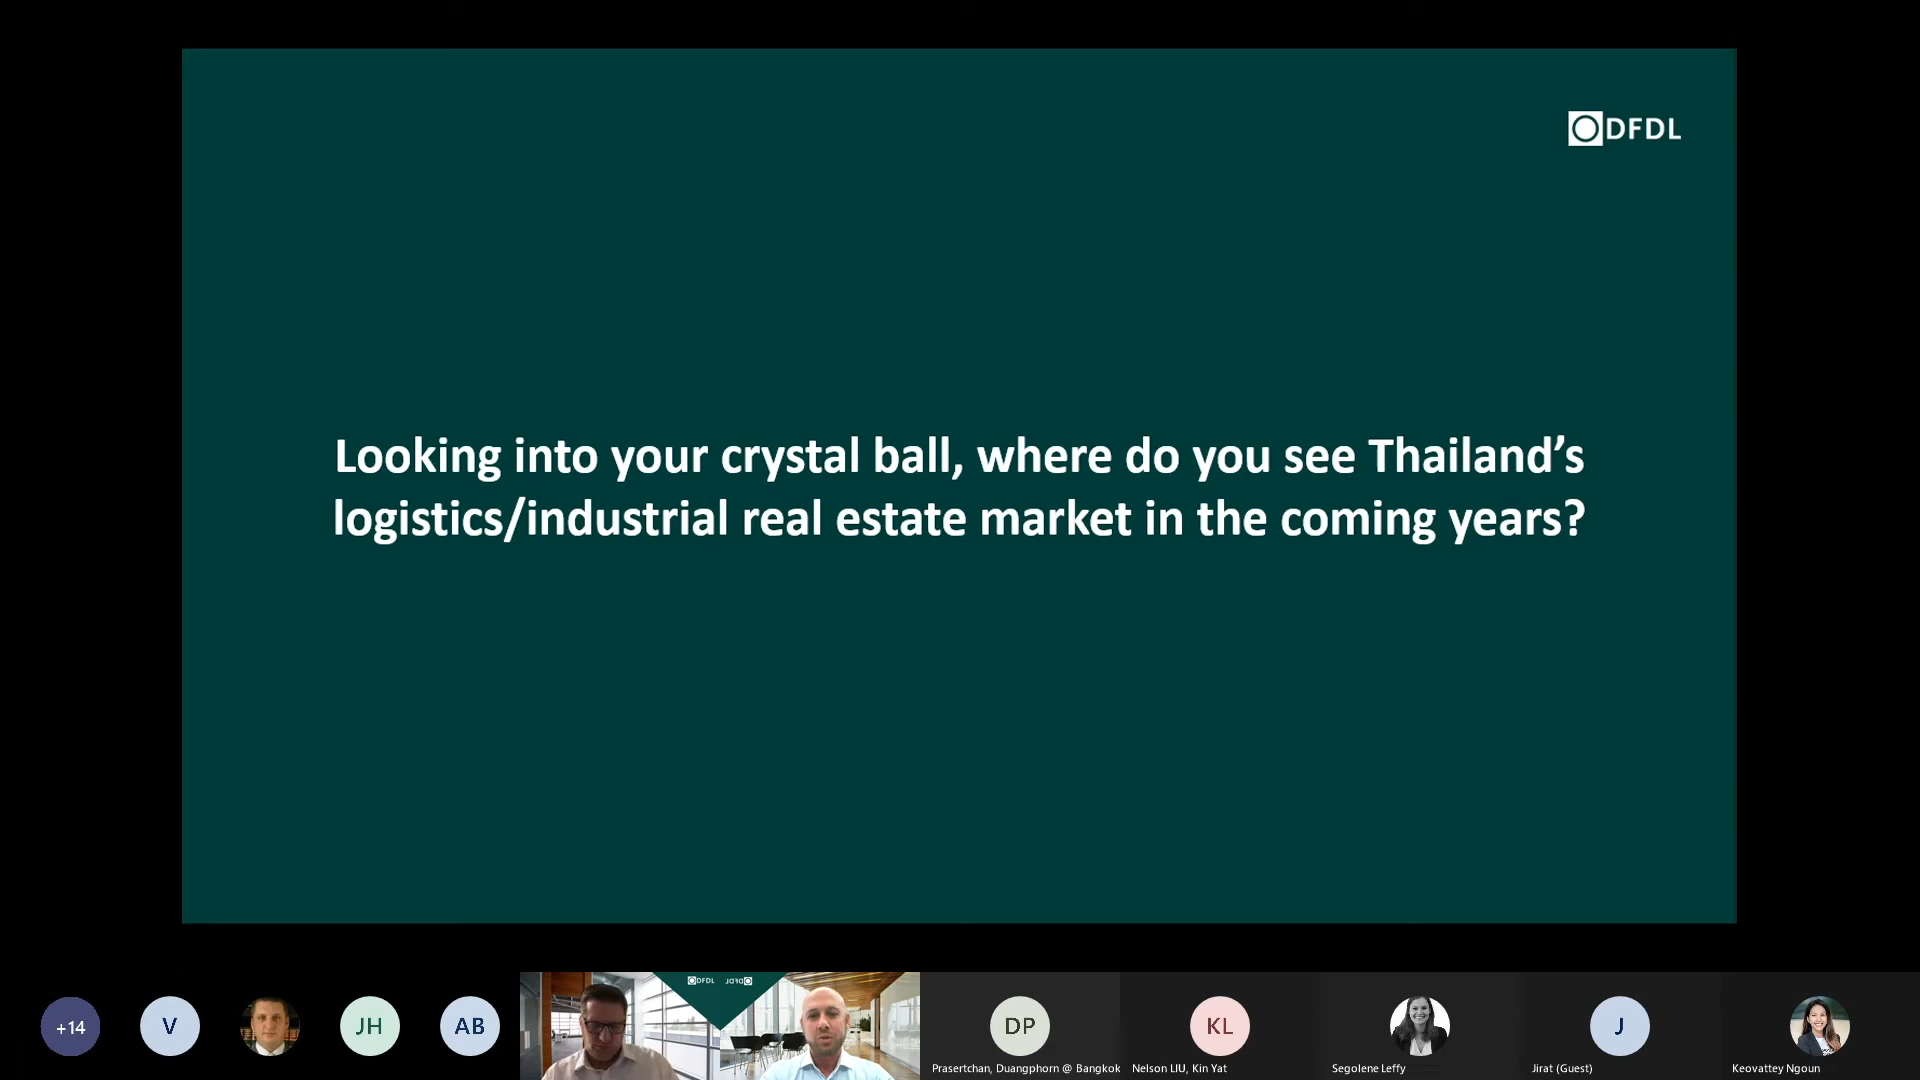 DFDL
Looking into your crystal ball, where do you see Thailand’s
logistics/industrial real estate market in the coming years?
+14
V
JH
AB
DFDL
DFDL
DP
KL
J
Prasertchan, Duangphorn @ Bangkok
Nelson LIU, Kin Yat
Segolene Leffy
Jirat (Guest)
Keovattey Ngoun